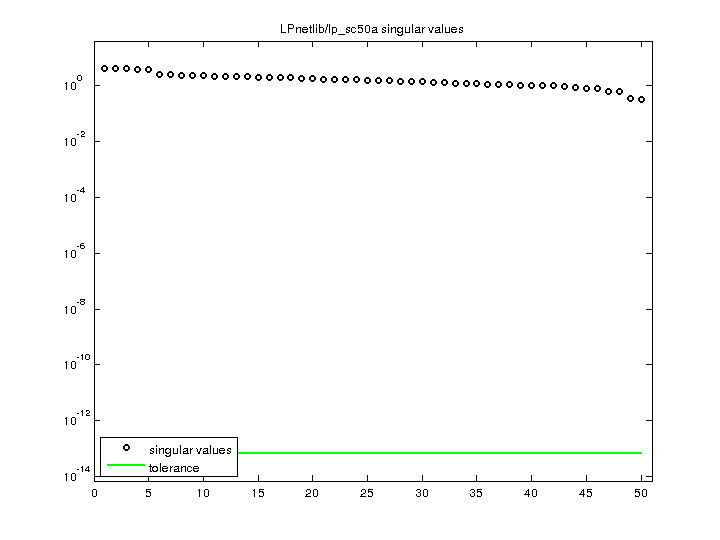 LPnetlib/lp_sc50a singular values
10^0
10^-2
10^-4
10^-6
10^-8
10^-10
10^-12
10^-14
singular values
tolerance
0 5 10 15 20 25 30 35 40 45 50